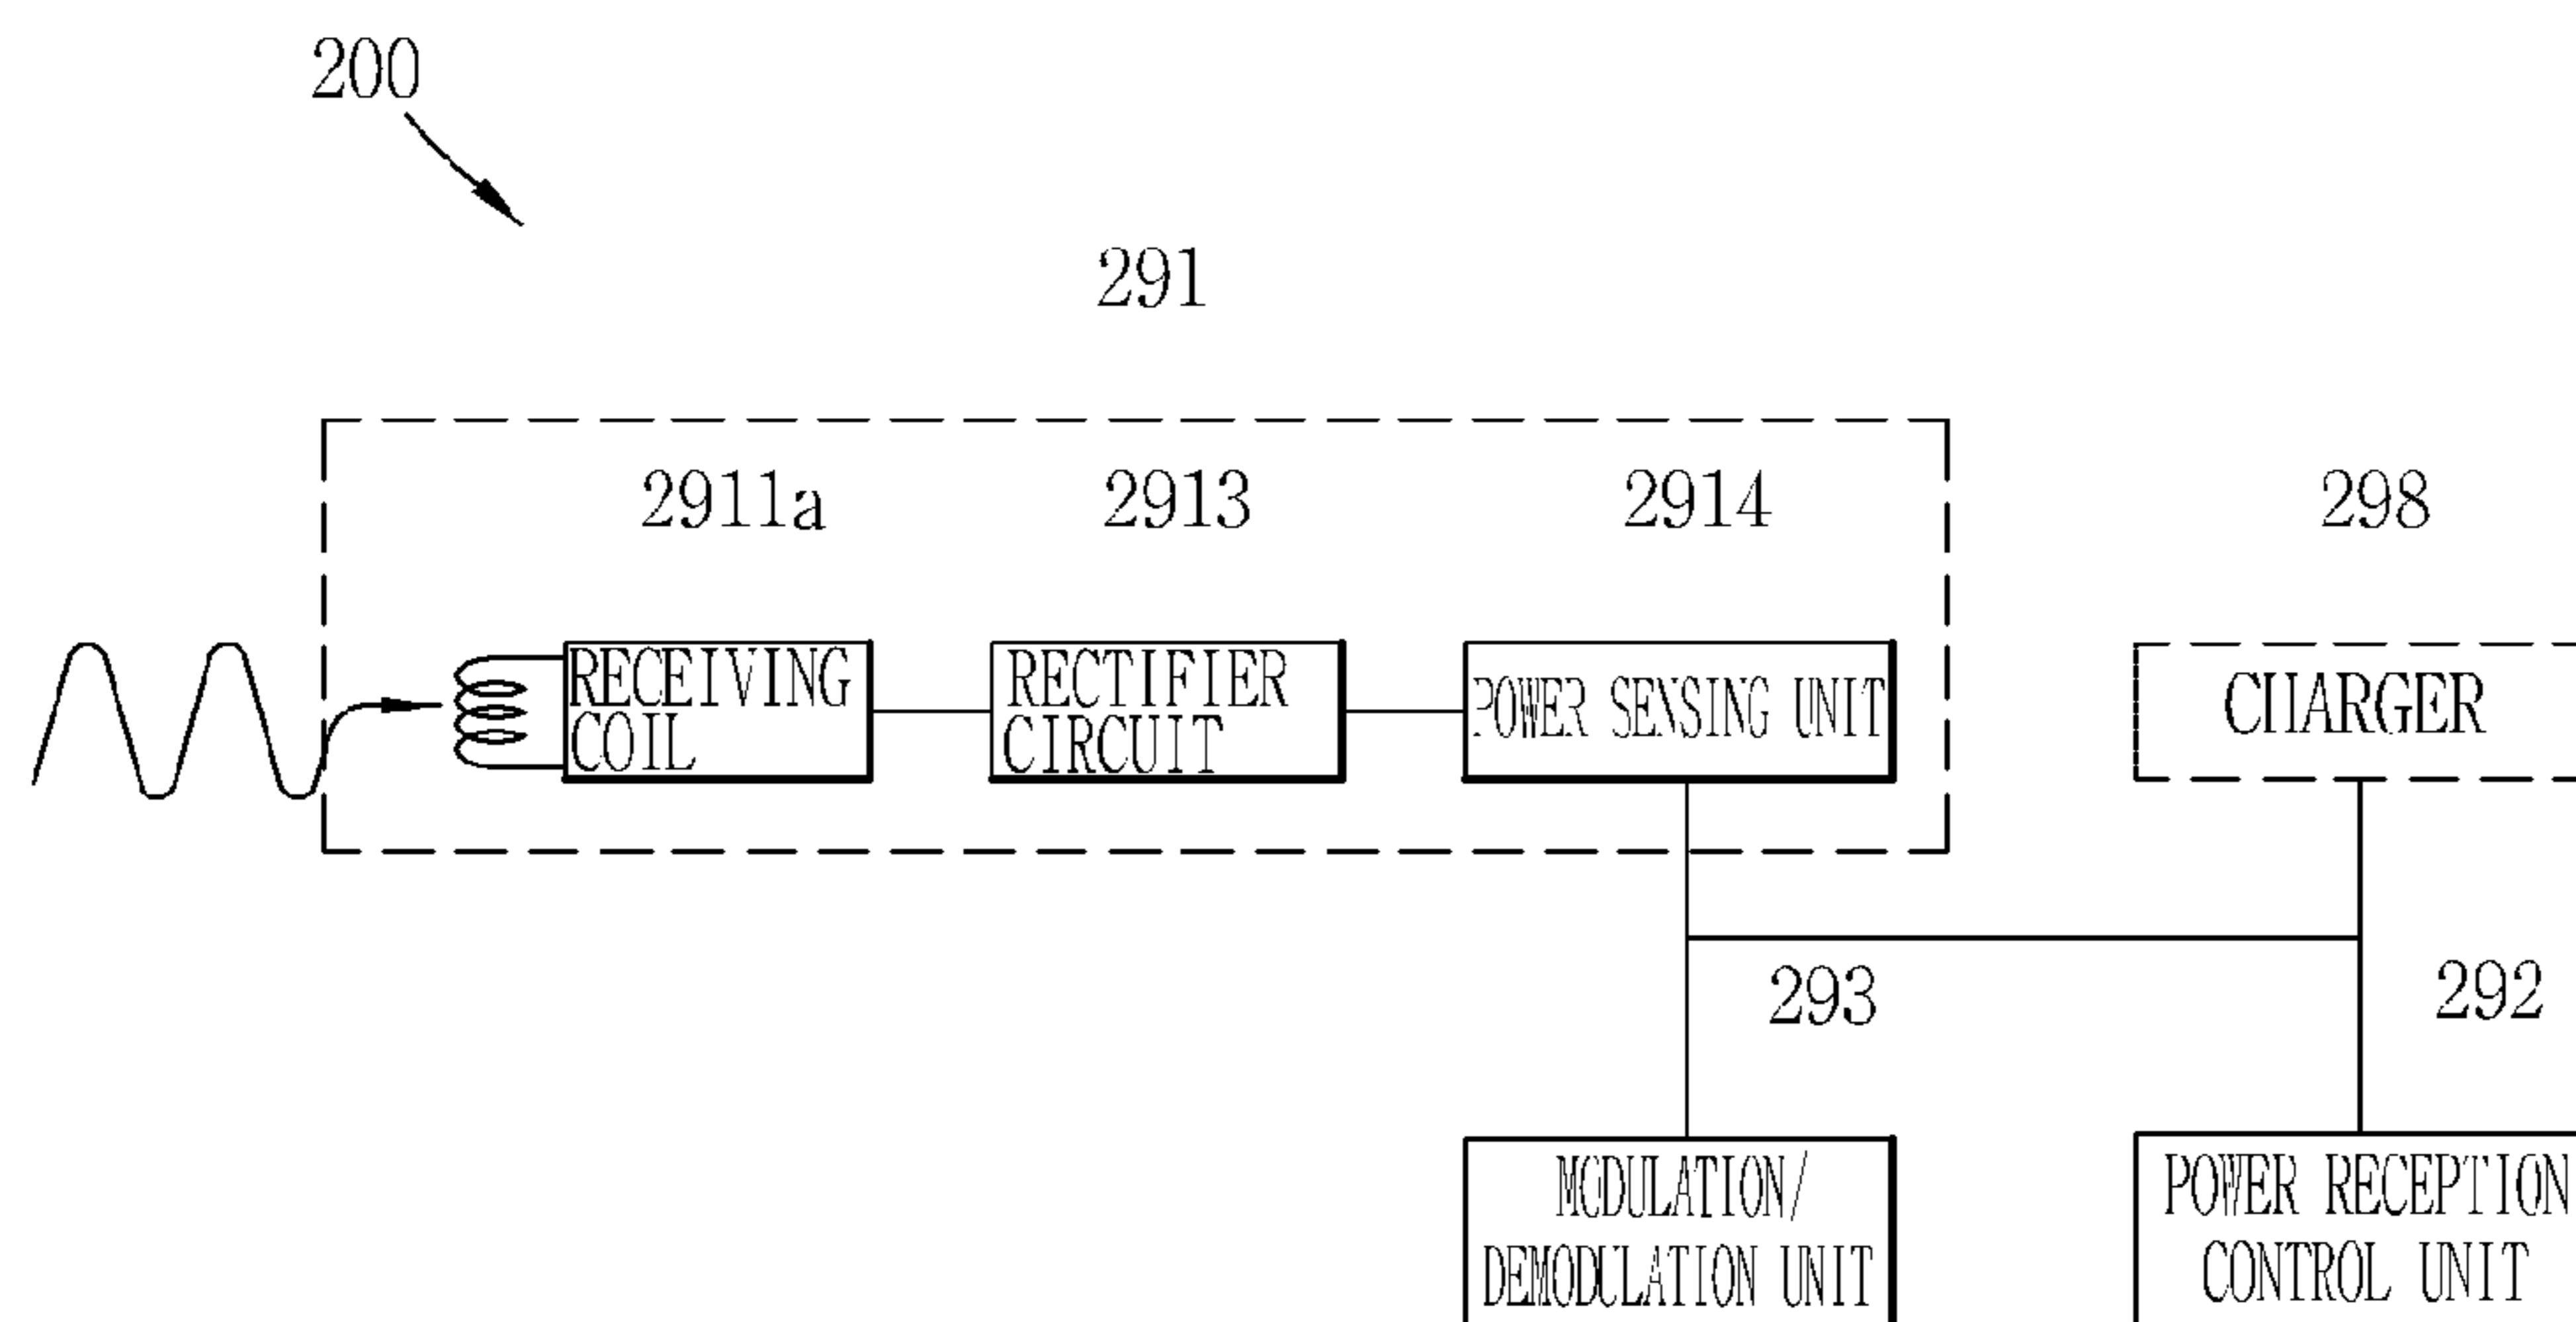 200
291
2911a
2913
2914
298
RECEIVING
COIL
RECTIFIER
CIRCUIT
POWER SENSING UNIT
CHARGER
293
292
MODULATION/
DEMODULATION UNIT
POWER RECEPTION
CONTROL UNIT